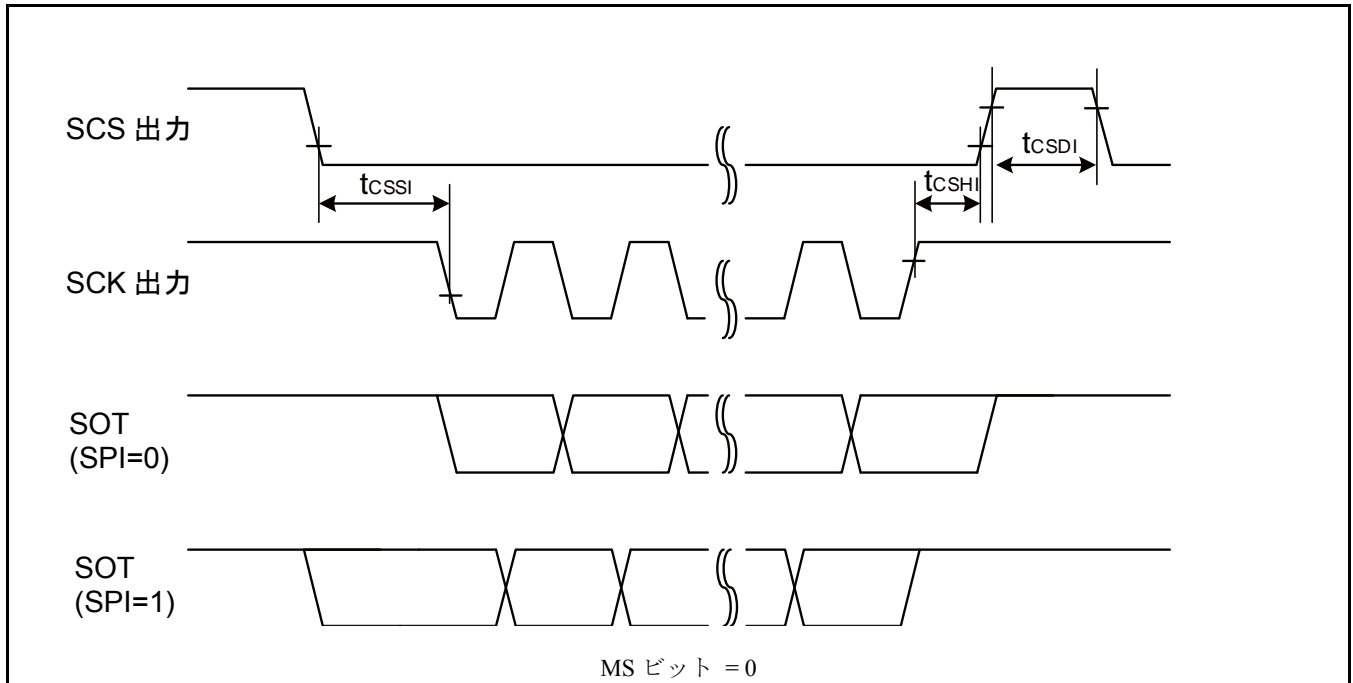 SCS 出力
tCSDI
tCSSI
tCSHI
SCK 出力
SOT
(SPI=0)
SOT
(SPI=1)
MS ビット = 0